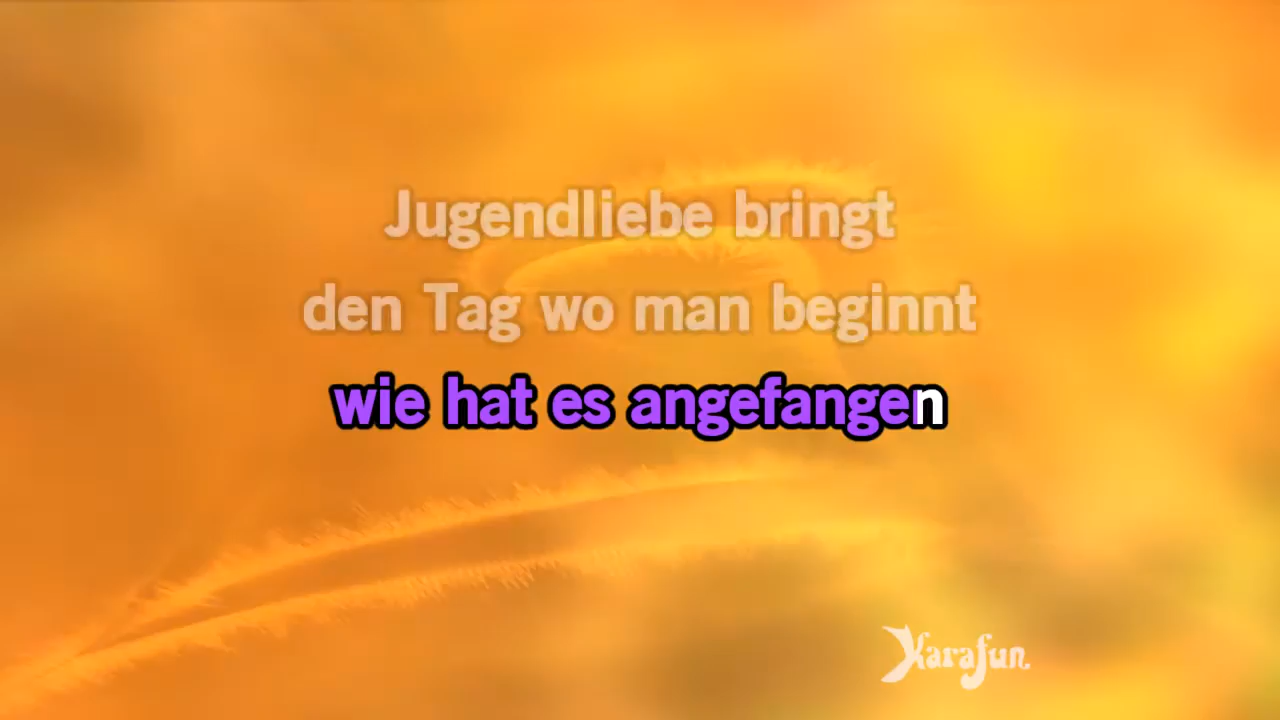 Jugendliebe bringt
den Tag wo man beginnt
wie hat es angefangen
Karafun